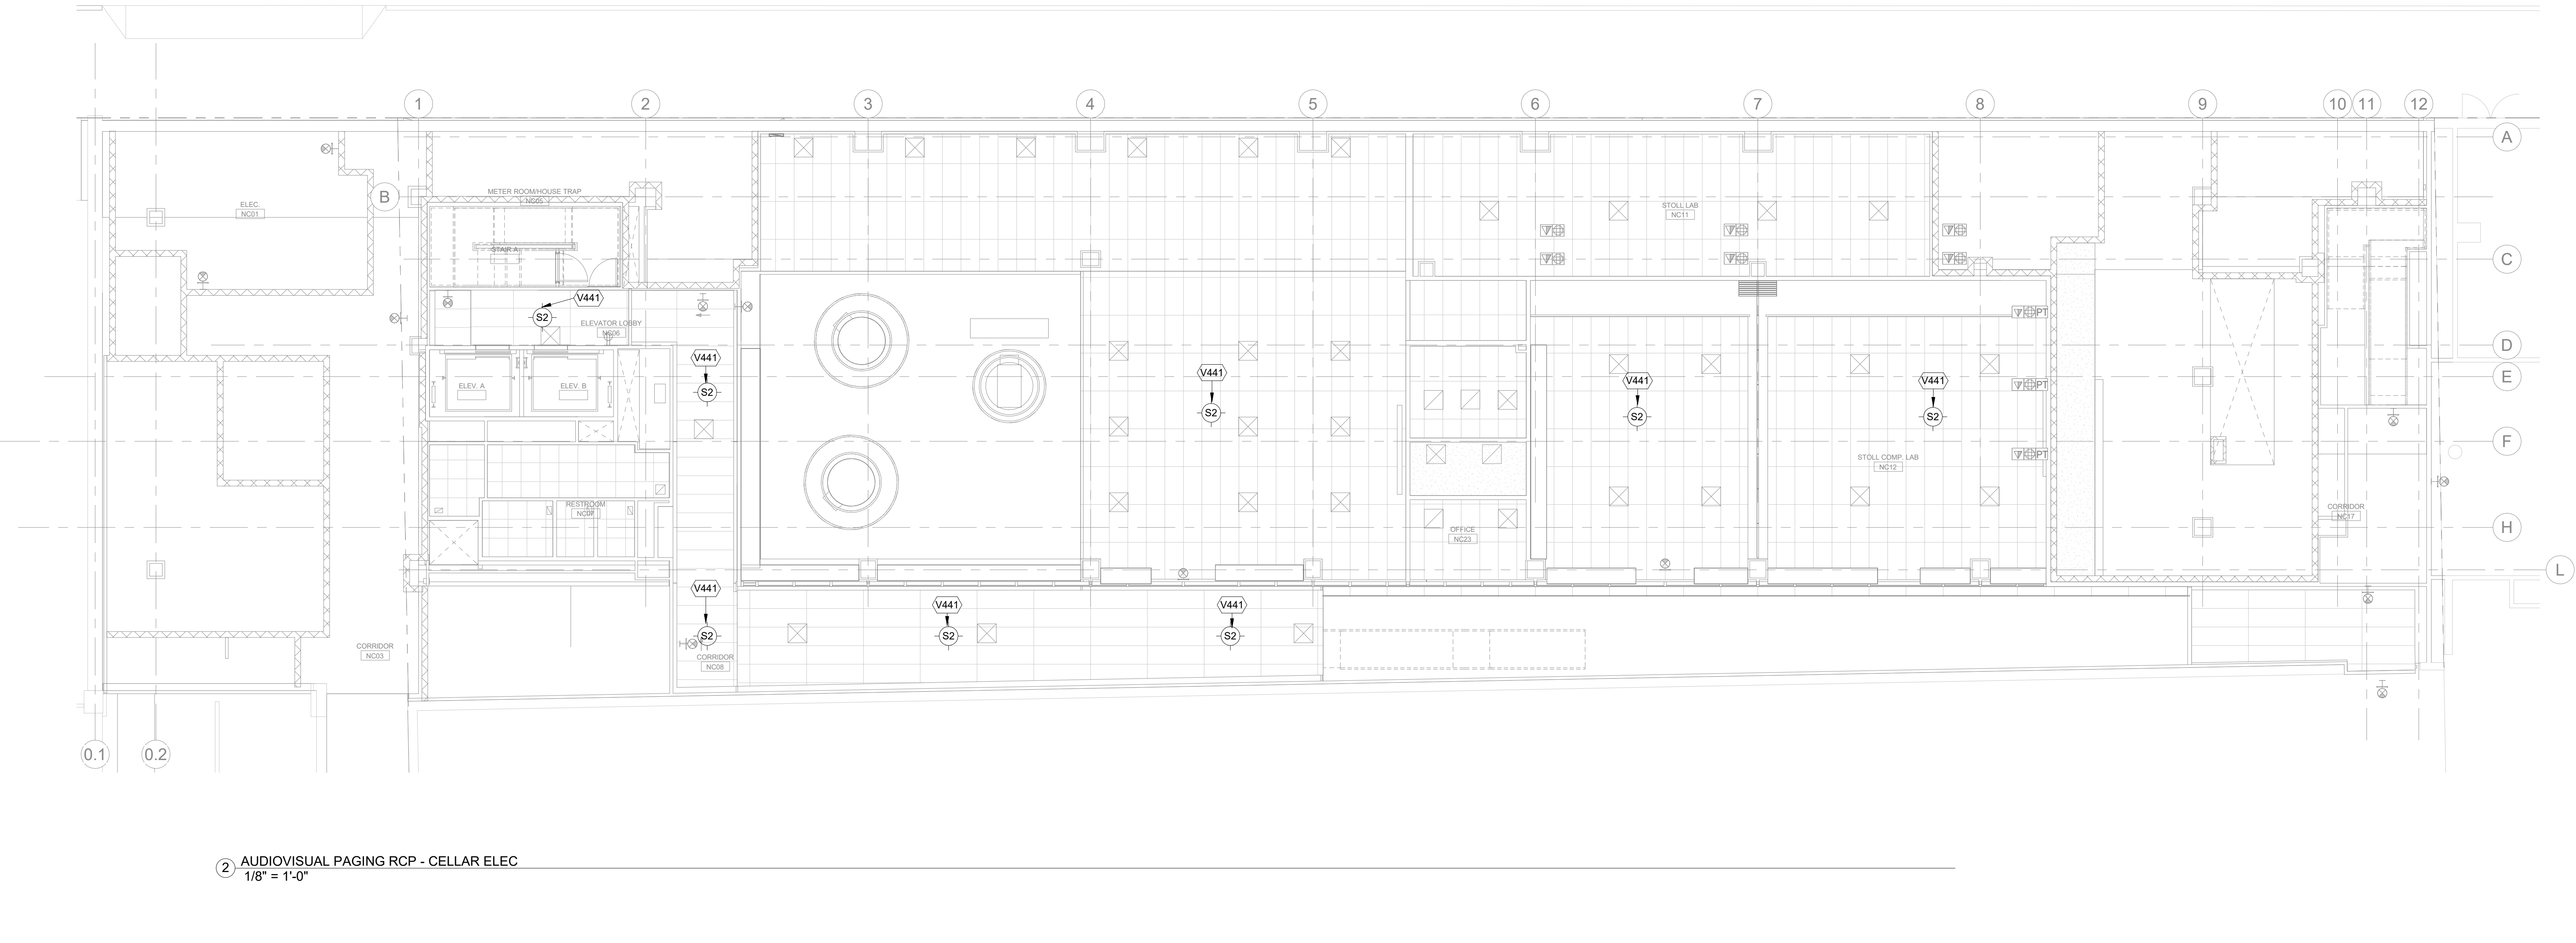 1
2
3
4
5
6
7
8
9
10
11
12
A
B
METER ROOM/HOUSE TRAP
NC05
ELEC.
NC01
STOLL LAB
NC11
STAIR A
C
V441
S2
ELEVATOR LOBBY
NC06
PT
D
V441
S2
V441
S2
V441
S2
V441
S2
E
ELEV. A
ELEV. B
PT
F
PT
STOLL COMP. LAB
NC12
RESTROOM
NC07
CORRIDOR
NC17
OFFICE
NC23
H
L
V441
S2
V441
S2
V441
S2
CORRIDOR
NC03
CORRIDOR
NC08
0.1
0.2
2
AUDIOVISUAL PAGING RCP - CELLAR ELEC
1/8" = 1'-0"